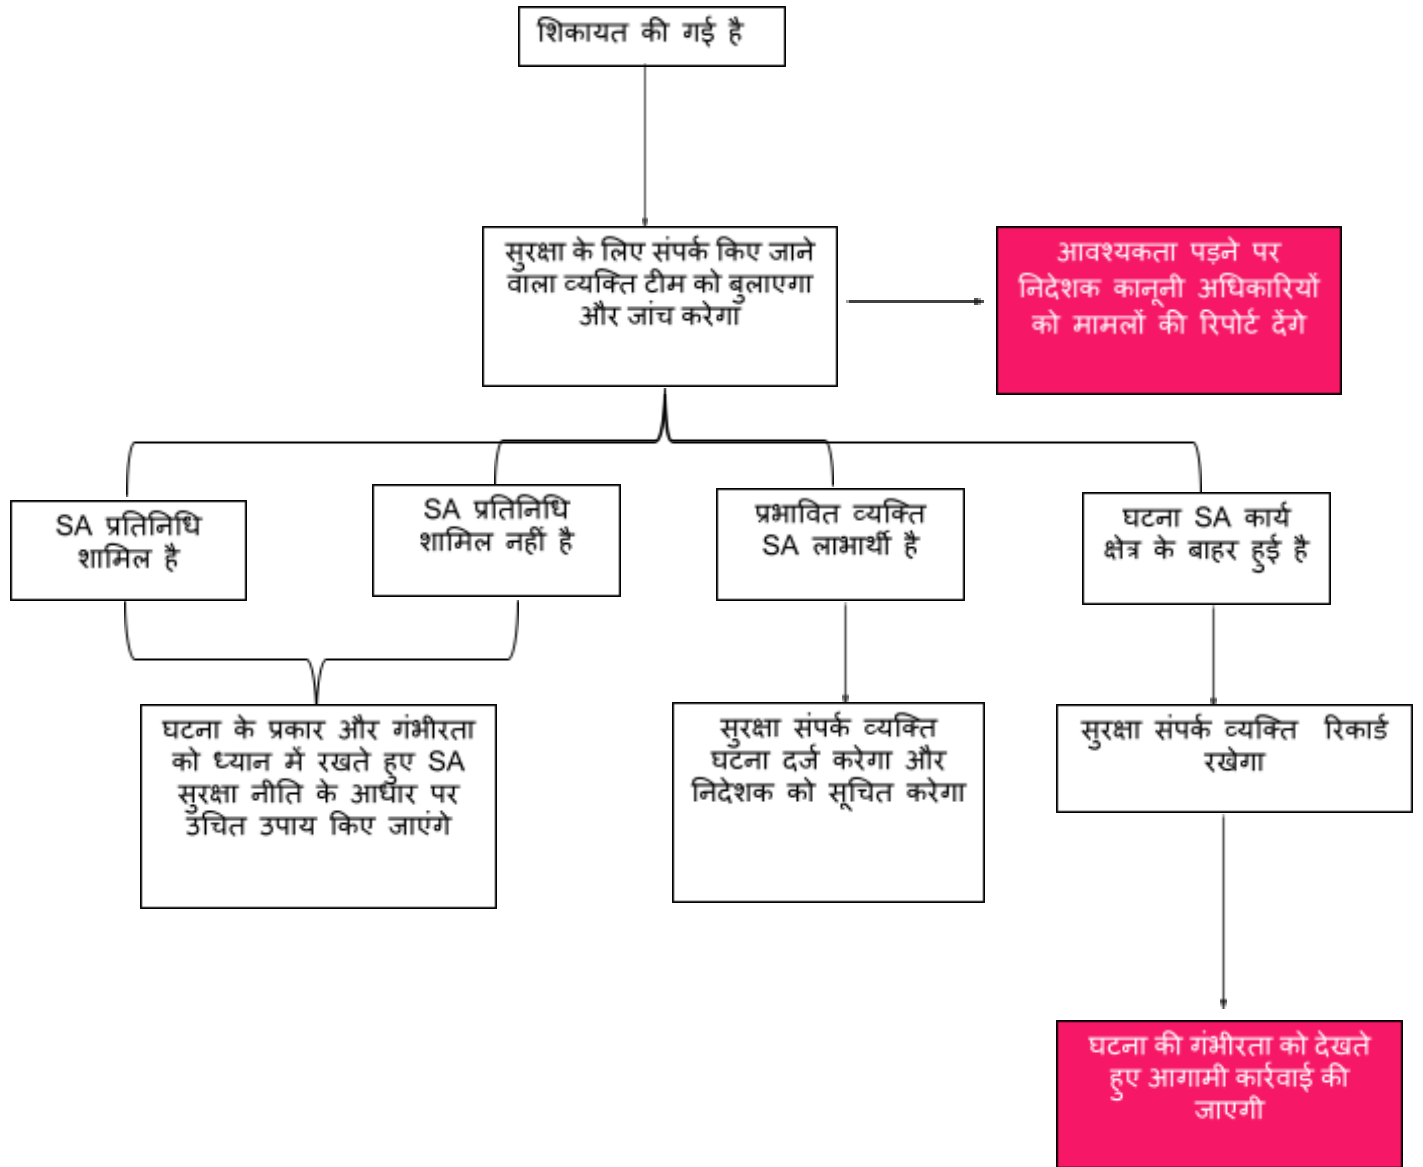 शिकायत की गई है
सुरक्षा के लिए संपर्क किए जाने
वाला व्यक्ति टीम को बुलाएगा
और जांच करेगा
आवश्यकता पड़ने पर
निदेशक कानूनी अधिकारियों
को मामलों की रिपोर्ट देंगे
SA प्रतिनिधि
शामिल है
SA प्रतिनिधि
शामिल नहीं है
प्रभावित व्यक्ति
SA लाभार्थी है
घटना SA कार्य
क्षेत्र के बाहर हुई है
घटना के प्रकार और गंभीरता
को ध्यान में रखते हुए SA
सुरक्षा नीति के आधार पर
उचित उपाय किए जाएंगे
सुरक्षा संपर्क व्यक्ति
घटना दर्ज करेगा और
निदेशक को सूचित करेगा
सुरक्षा संपर्क व्यक्ति रिकार्ड
रखेगा
घटना की गंभीरता को देखते
हुए आगामी कार्रवाई की
जाएगी